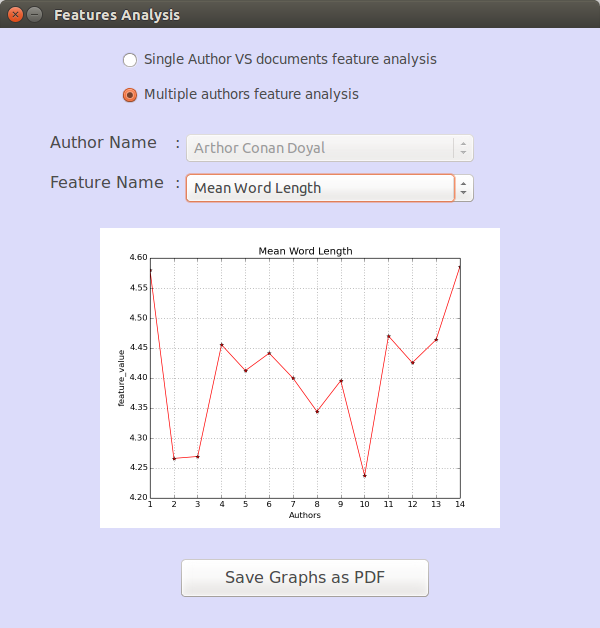 Features Analysis
Single Author VS documents feature analysis
Multiple authors feature analysis
Author Name : Arthor Conan Doyal
Feature Name : Mean Word Length
Mean Word Length
4.60
4.55
4.50
4.45
4.40
4.35
4.30
4.25
4.20
feature_value
1 2 3 4 5 6 7 8 9 10 11 12 13 14
Authors
Save Graphs as PDF